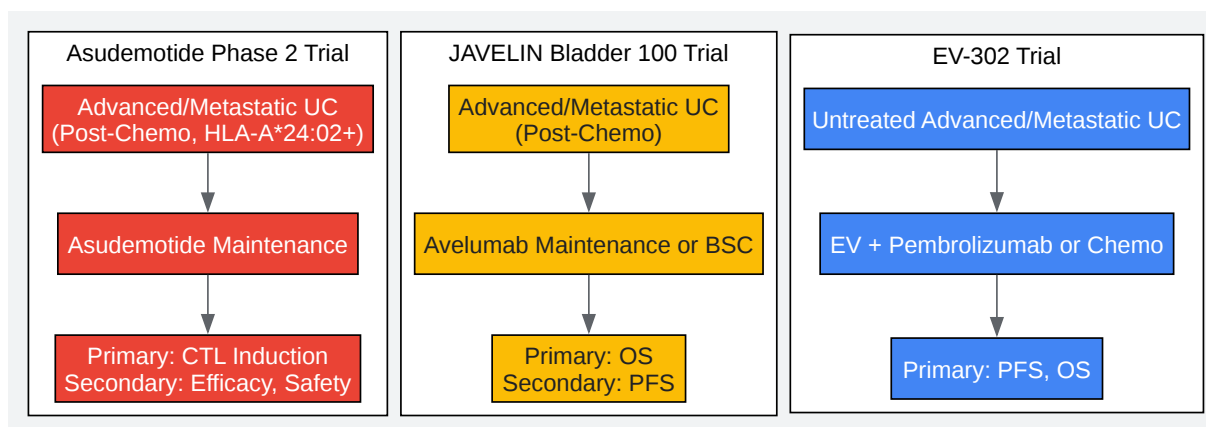 Asudemotide Phase 2 Trial
Advanced/Metastatic UC
(Post-Chemo, HLA-A*24:02+)
Asudemotide Maintenance
Primary: CTL Induction
Secondary: Efficacy, Safety
JAVELIN Bladder 100 Trial
Advanced/Metastatic UC
(Post-Chemo)
Avelumab Maintenance or BSC
Primary: OS
Secondary: PFS
EV-302 Trial
Untreated Advanced/Metastatic UC
EV + Pembrolizumab or Chemo
Primary: PFS, OS